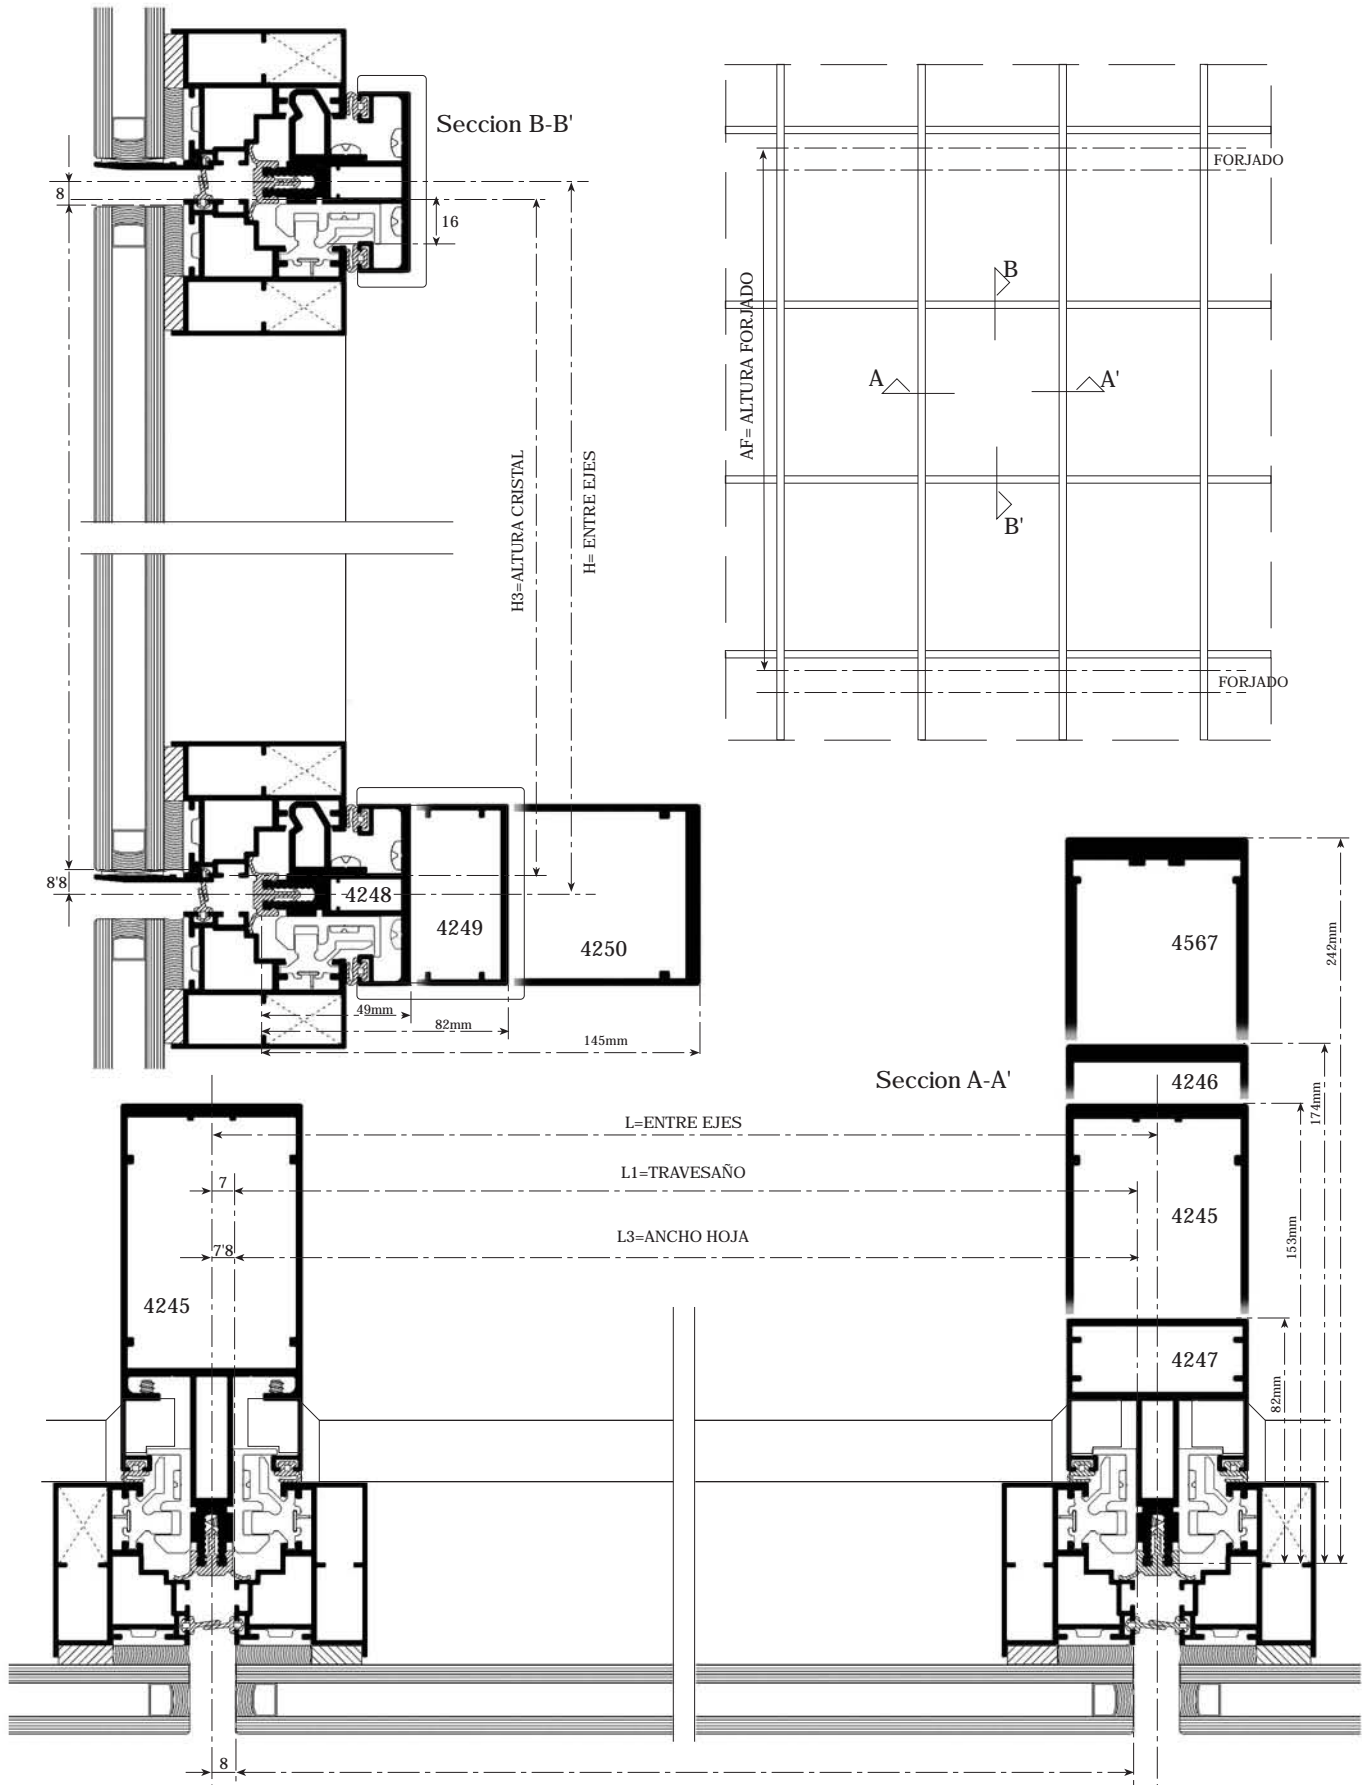 Seccion B-B'
8
16
H3=ALTURA CRISTAL
H= ENTRE EJES
FORJADO
AF= ALTURA FORJADO
B
A
A'
B'
FORJADO
8'8
4248
4249
4250
49mm
82mm
145mm
Seccion A-A'
4567
242mm
4246
174mm
L=ENTRE EJES
7
L1=TRAVESAÑO
4245
153mm
7'8
L3=ANCHO HOJA
4245
4247
82mm
8